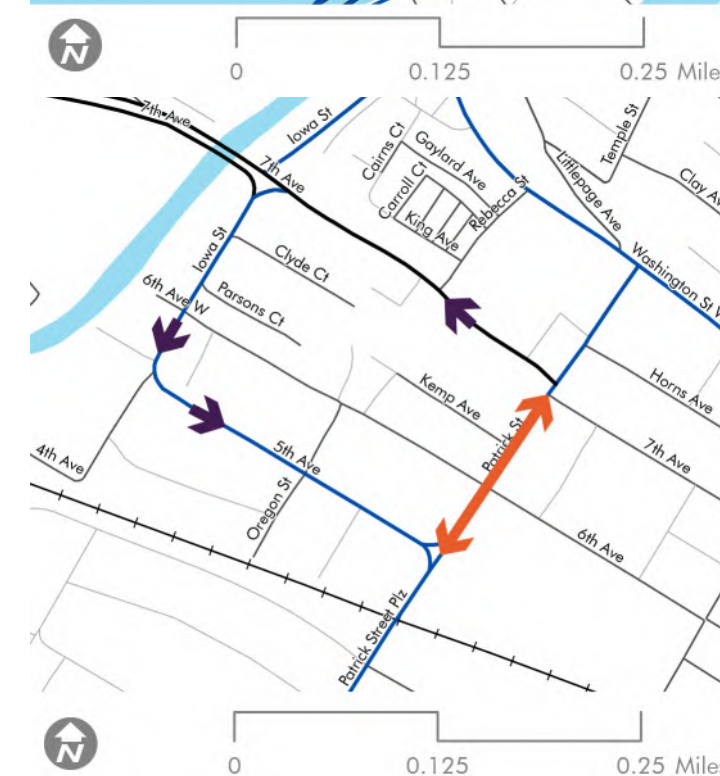 N
0 0.125 0.25 Mile
7th Ave
Iowa St
7th Ave
Cairns Ct
Gaylard Ave
Carroll Ct
King Ave
Rebecca St
Littlepage Ave
Temple St
Clay Av
Iowa St
Clyde Ct
Washington St W
6th Ave W
Parsons Ct
Kemp Ave
Horns Ave
Patrick St
7th Ave
4th Ave
5th Ave
Oregon St
6th Ave
Patrick Street Plz
N
0 0.125 0.25 Mile